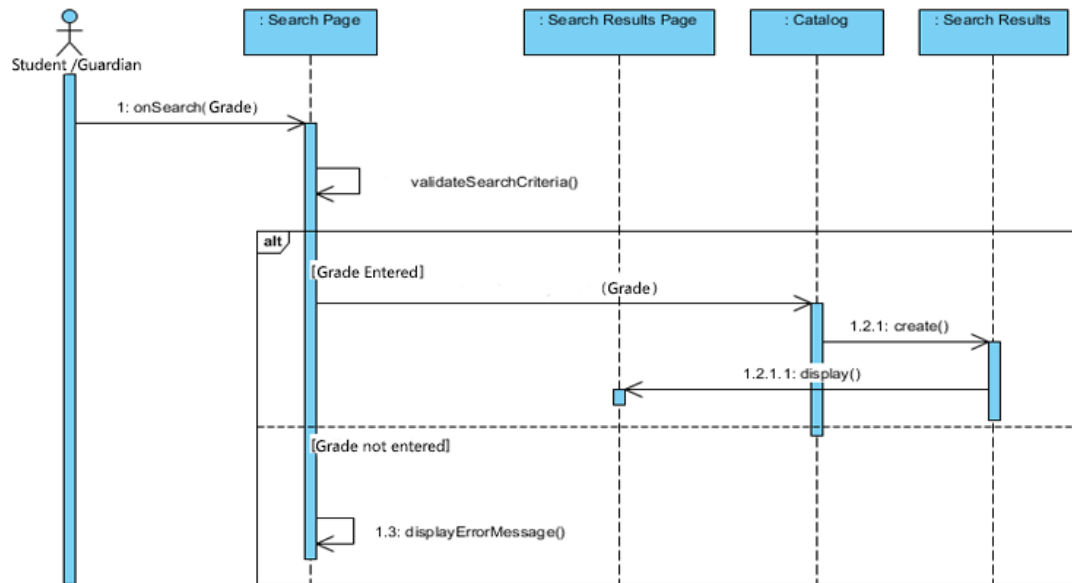 : Search Page
: Search Results Page
: Catalog
: Search Results
Student /Guardian
1: onSearch(Grade)
validateSearchCriteria()
alt
[Grade Entered]
(Grade)
1.2.1: create()
1.2.1.1: display()
[Grade not entered]
1.3: displayErrorMessage()